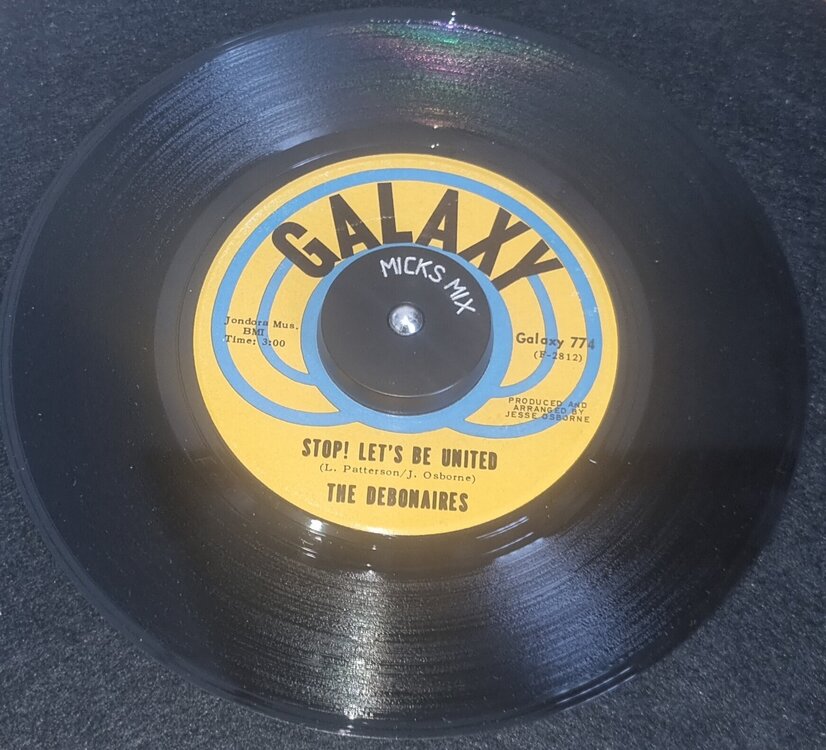 GALAXY
MICKS MIX
Jondora Mus.
BMI
Time: 3:00
Galaxy 774
(F-2812)
PRODUCED AND
ARRANGED BY
JESSE OSBORNE
STOP! LET'S BE UNITED
(L. Patterson/J. Osborne)
THE DEBONAIRES